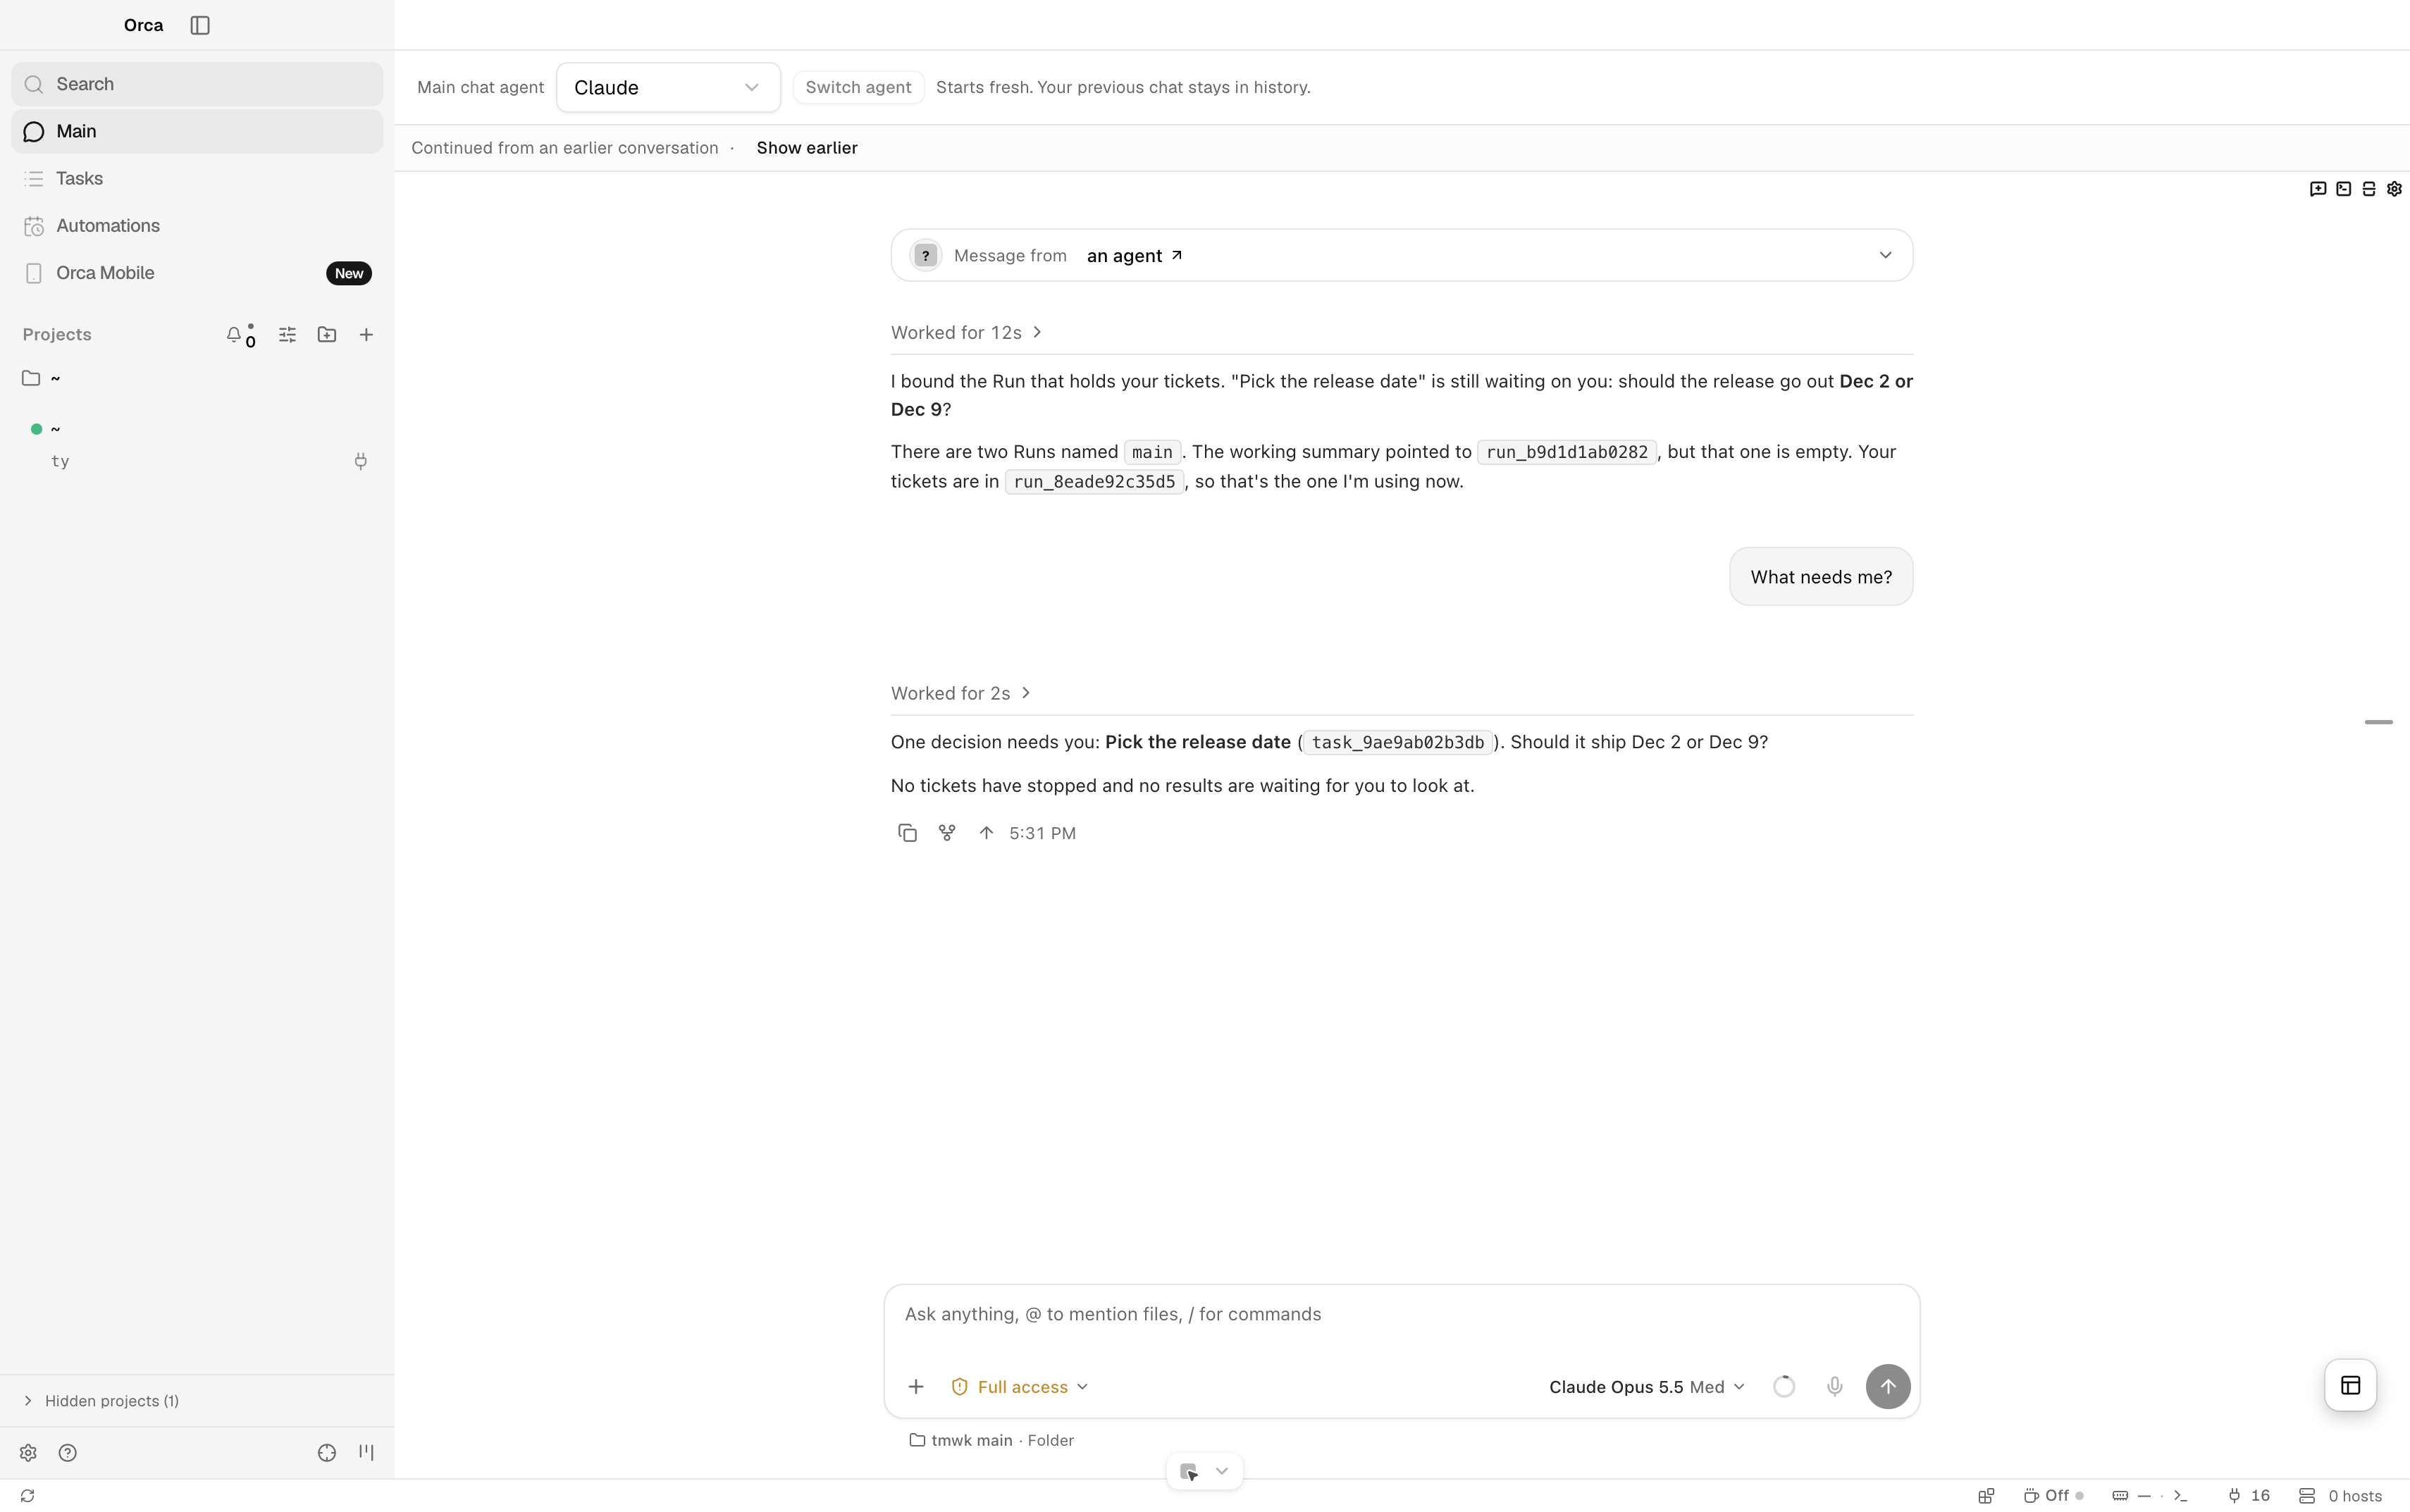 Orca
Search
Main
Tasks
Automations
Orca Mobile
New
Projects
0
~
~
ty
Hidden projects (1)
Main chat agent
Claude
Switch agent
Starts fresh. Your previous chat stays in history.
Continued from an earlier conversation ·
Show earlier
? Message from an agent
Worked for 12s
I bound the Run that holds your tickets. "Pick the release date" is still waiting on you: should the release go out Dec 2 or
Dec 9?
There are two Runs named main. The working summary pointed to run_b9d1d1ab0282, but that one is empty. Your
tickets are in run_8eade92c35d5, so that's the one I'm using now.
What needs me?
Worked for 2s
One decision needs you: Pick the release date (task_9ae9ab02b3db). Should it ship Dec 2 or Dec 9?
No tickets have stopped and no results are waiting for you to look at.
5:31 PM
Ask anything, @ to mention files, / for commands
Full access
Claude Opus 5.5 Med
tmwk main · Folder
Off
— ·
16
0 hosts